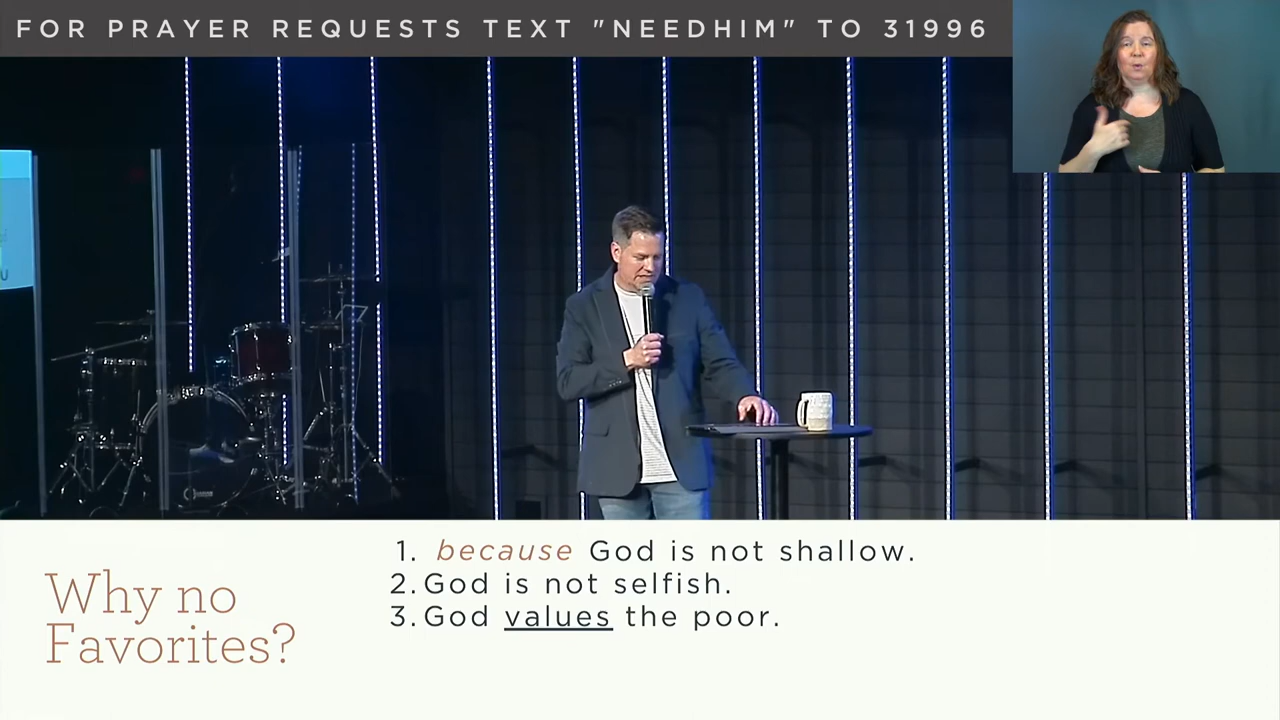 FOR PRAYER REQUESTS TEXT "NEEDHIM" TO 31996
Why no
Favorites?
1. because God is not shallow.
2. God is not selfish.
3. God values the poor.